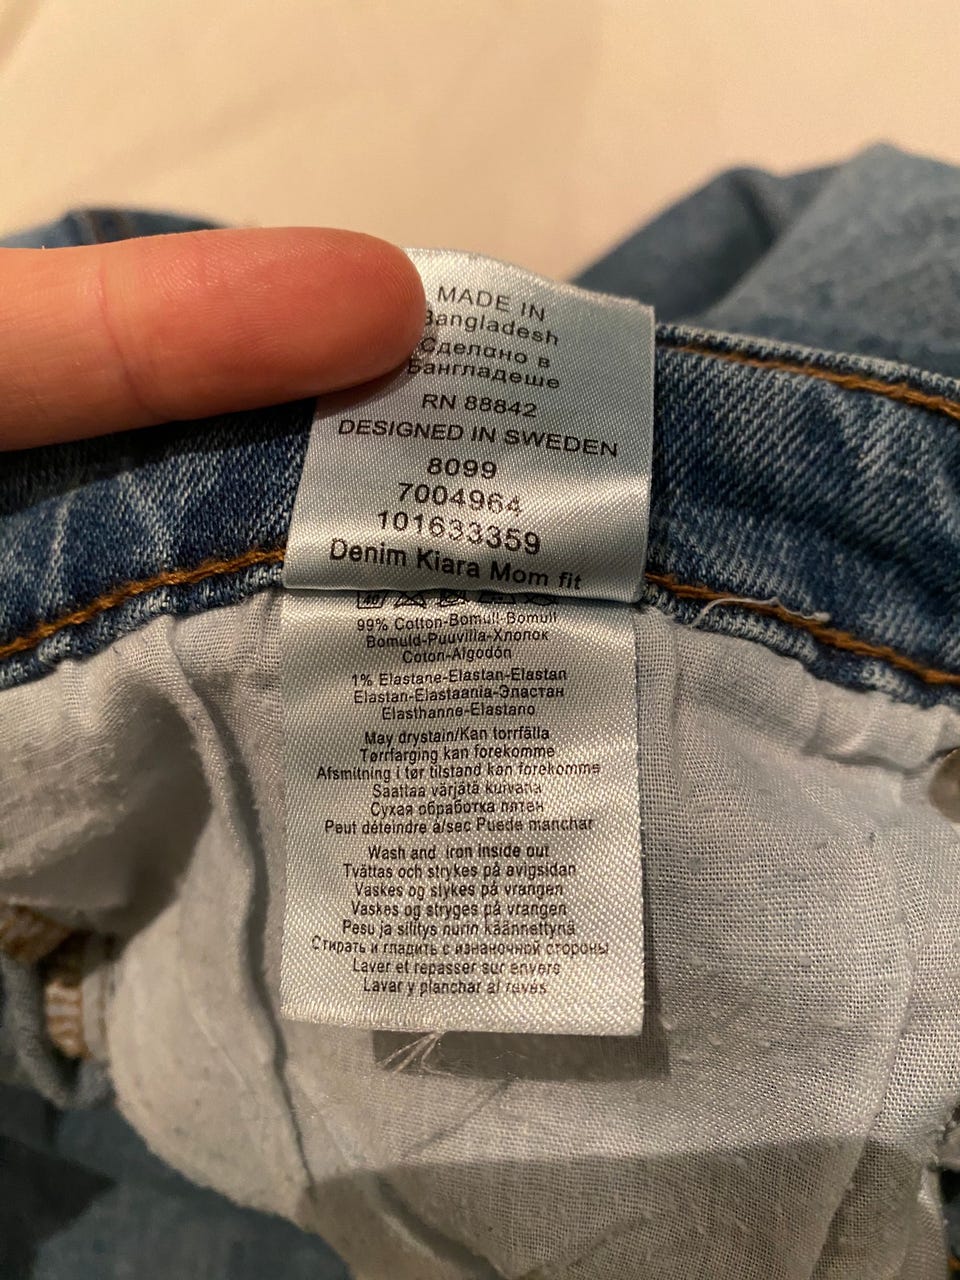 MADE IN
Bangladesh
Сделано в
Бангладеше
RN 88842
DESIGNED IN SWEDEN
8099
7004964
101633359
Denim Kiara Mom fit
40
99% Cotton-Bomull-Bomull
Bomuld-Puuvilla-Хлопок
Coton-Algodón
1% Elastane-Elastan-Elastan
Elastan-Elastaania-Эластан
Elasthanne-Elastano
May drystain/Kan torrfälla
Tørrfarging kan forekomme
Afsmitning i tør tilstand kan forekomme
Saattaa värjätä kuivana
Сухая обработка пятен
Peut déteindre à/sec Puede manchar
Wash and iron inside out
Tvättas och strykes på avigsidan
Vaskes og slykes på vrangen
Vaskes og stryges på vrangen
Pesu ja silitys nurin käännettynä
Стирать и гладить с изнаночной стороны
Laver et repasser sur envers
Lavar y planchar al revés